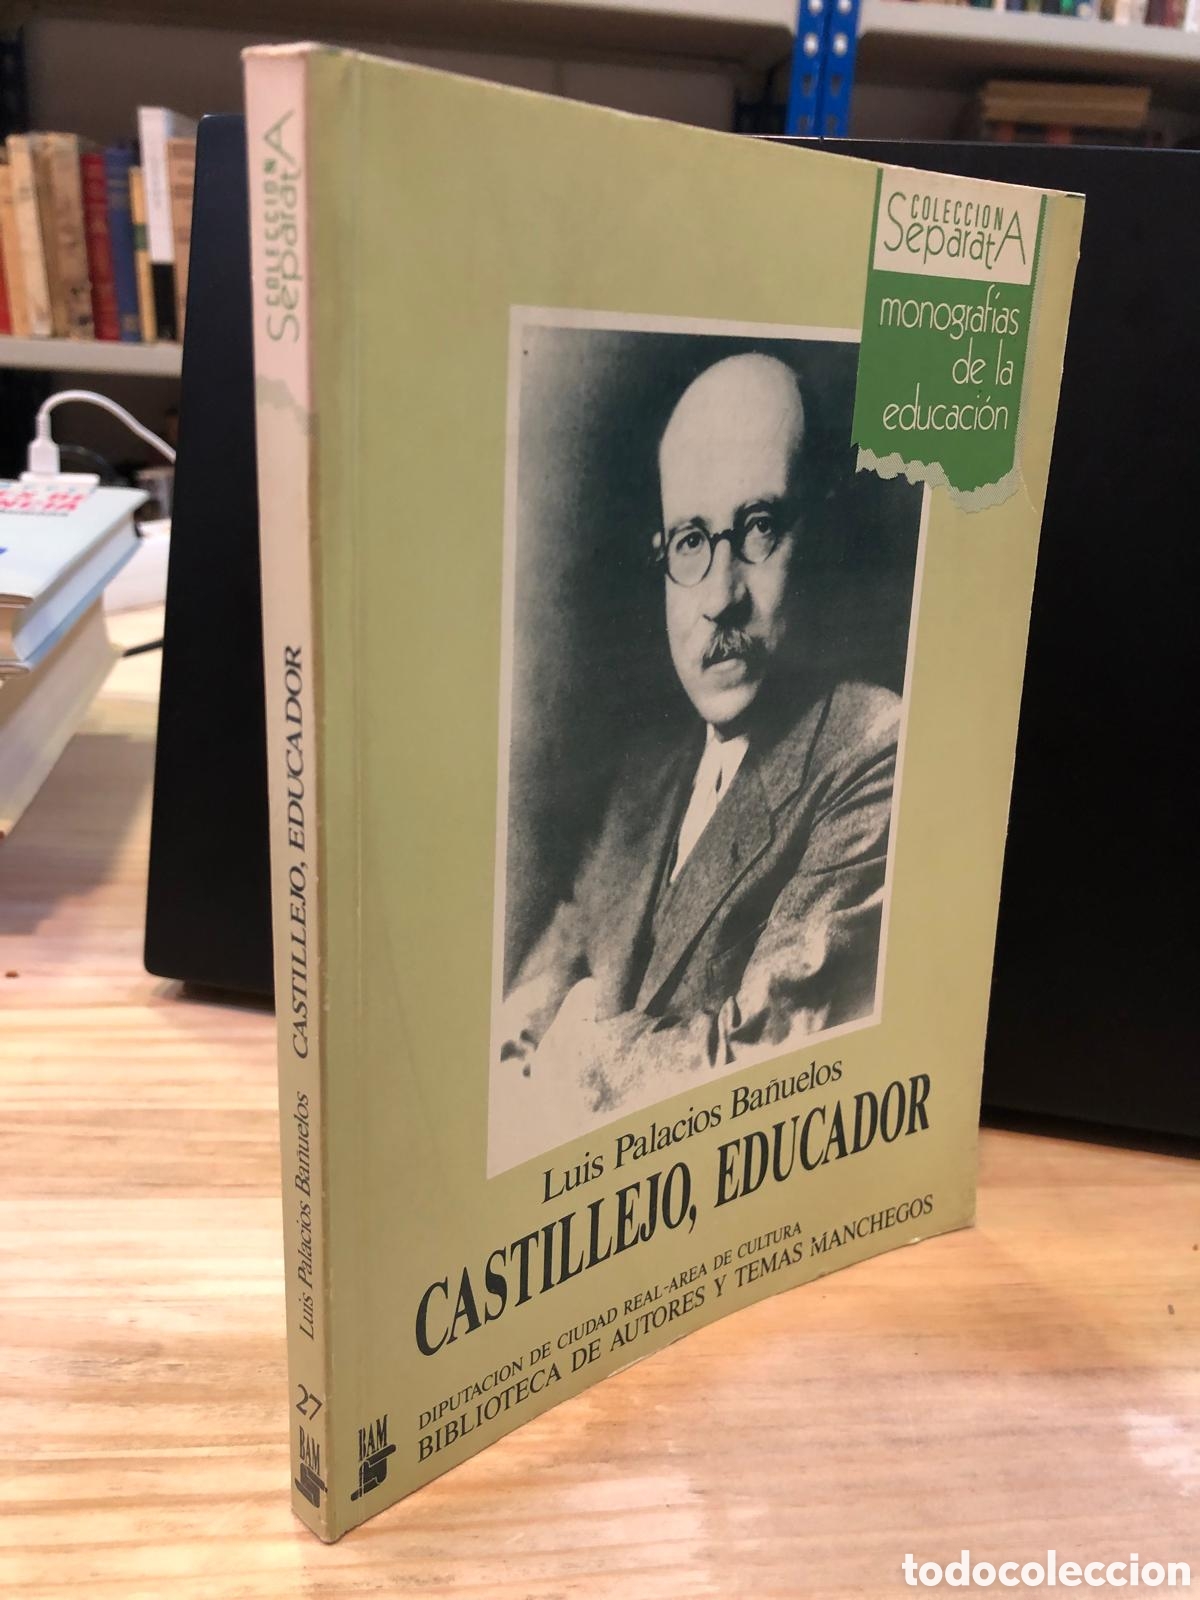 COLECCION
SeparatA
Luis Palacios Bañuelos CASTILLEJO, EDUCADOR
27
BAM
COLECCION
SeparatA
monografías
de la
educación
Luis Palacios Bañuelos
CASTILLEJO, EDUCADOR
DIPUTACION DE CIUDAD REAL-AREA DE CULTURA
BIBLIOTECA DE AUTORES Y TEMAS MANCHEGOS
BAM
todocoleccion